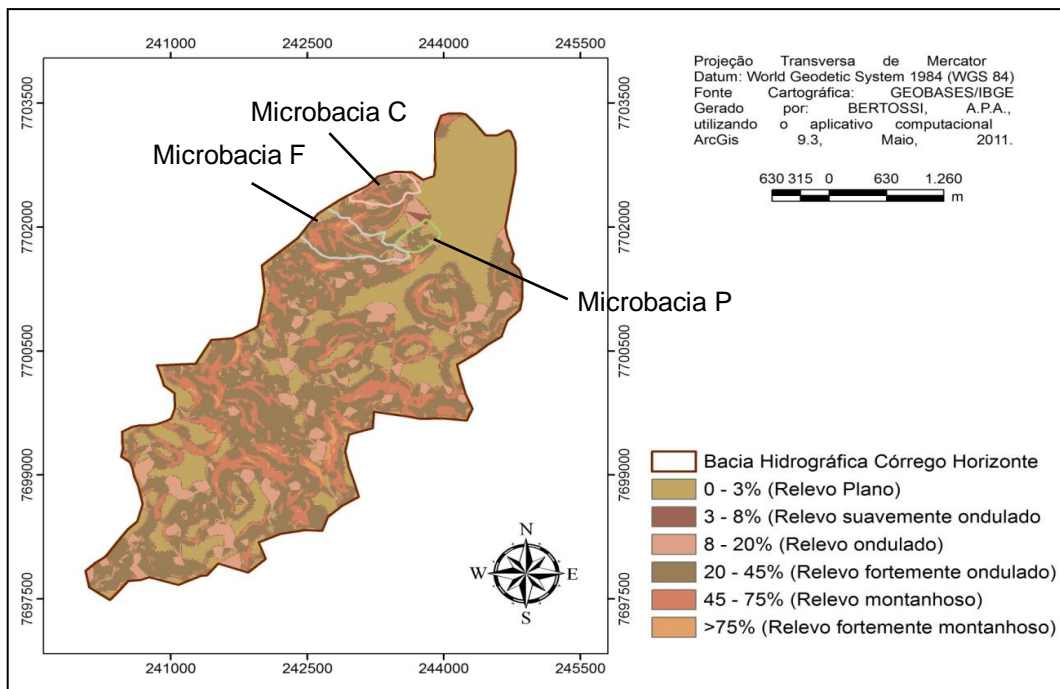 241000 242500 244000 245500
Projeção Transversa de Mercator
Datum: World Geodetic System 1984 (WGS 84)
Fonte Cartográfica: GEOBASES/IBGE
Gerado por: BERTOSSI, A.P.A.,
utilizando o aplicativo computacional
ArcGis 9.3, Maio, 2011.
7703500 7703500
Microbacia C
Microbacia F
630 315 0 630 1.260
m
7702000 7702000
Microbacia P
7700500 7700500
Bacia Hidrográfica Córrego Horizonte
7699000 7699000
0 - 3% (Relevo Plano)
3 - 8% (Relevo suavemente ondulado
8 - 20% (Relevo ondulado)
N
W E
S
20 - 45% (Relevo fortemente ondulado)
45 - 75% (Relevo montanhoso)
7697500 7697500
>75% (Relevo fortemente montanhoso)
241000 242500 244000 245500